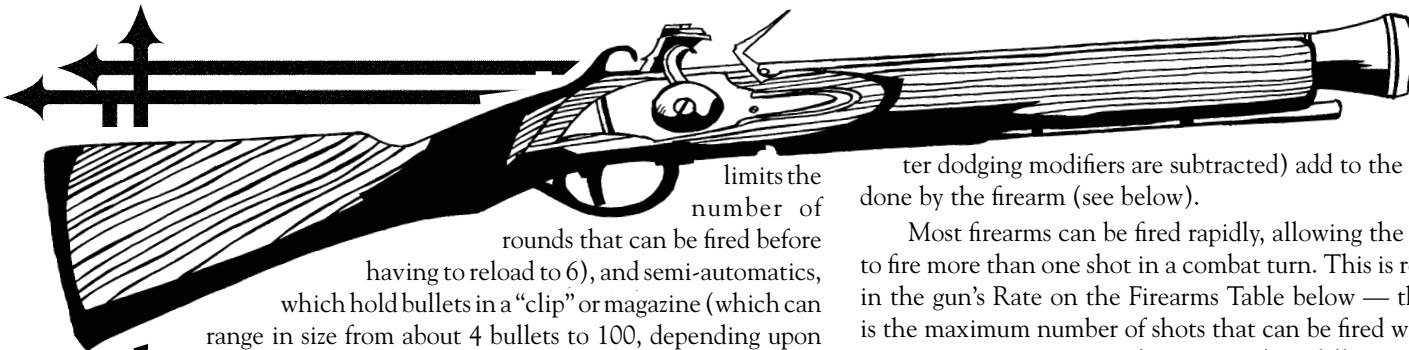 limits the
number of
rounds that can be fired before
having to reload to 6), and semi-automatics,
which hold bullets in a “clip” or magazine (which can
range in size from about 4 bullets to 100, depending upon
ter dodging modifiers are subtracted) add to the
done by the firearm (see below).
Most firearms can be fired rapidly, allowing the
to fire more than one shot in a combat turn. This is
in the gun’s Rate on the Firearms Table below —
is the maximum number of shots that can be fired